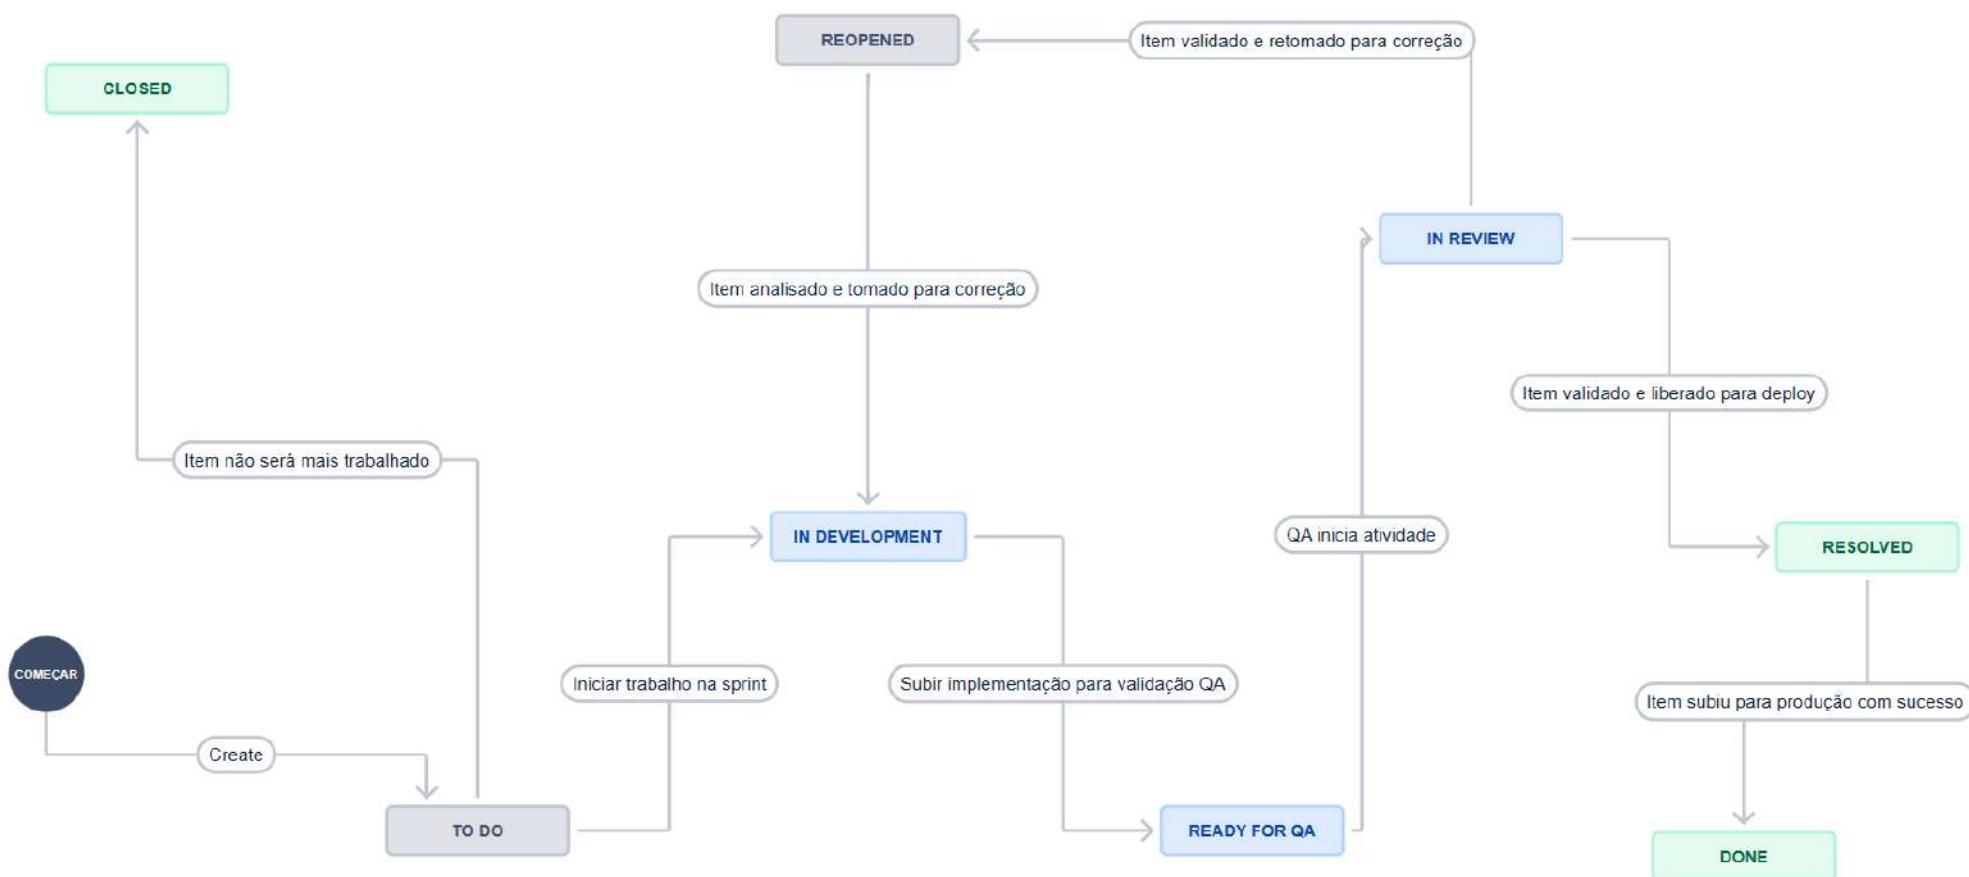 REOPENED
Item validado e retomado para correção
CLOSED
IN REVIEW
Item analisado e tomado para correção
Item validado e liberado para deploy
Item não será mais trabalhado
IN DEVELOPMENT
QA inicia atividade
RESOLVED
COMEÇAR
Iniciar trabalho na sprint
Subir implementação para validação QA
Item subiu para produção com sucesso
Create
TO DO
READY FOR QA
DONE